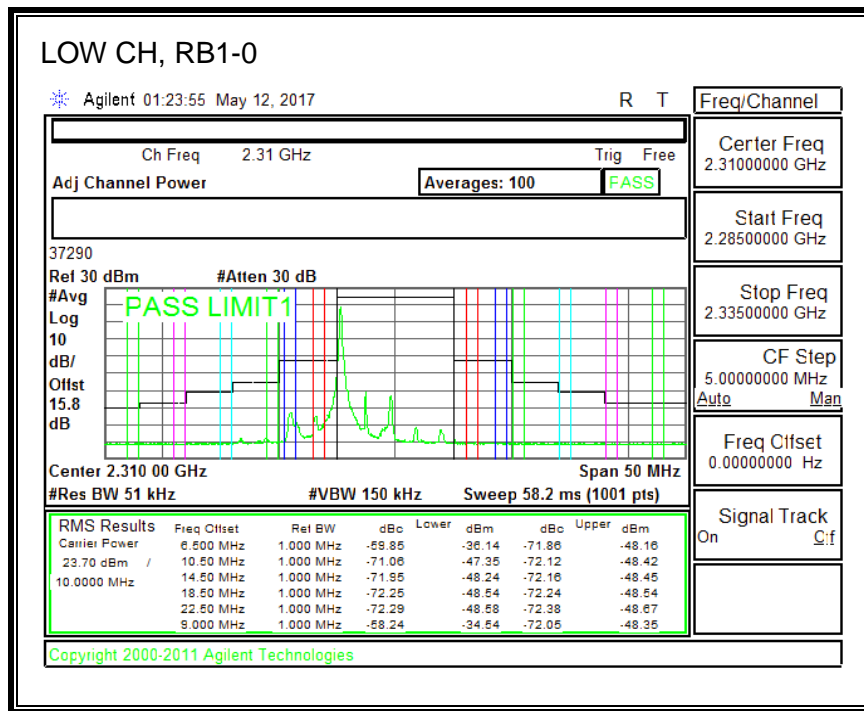 LOW CH, RB1-0
Agilent 01:23:55 May 12, 2017 R T
Freq/Channel
Ch Freq 2.31 GHz Trig Free
Adj Channel Power Averages: 100 PASS
Center Freq
2.31000000 GHz
Start Freq
2.28500000 GHz
Stop Freq
2.33500000 GHz
CF Step
5.00000000 MHz
Auto Man
Freq Offset
0.00000000 Hz
Signal Track
On Off
37290
Ref 30 dBm #Atten 30 dB
#Avg
Log
10
dB/
Offst
15.8
dB
PASS LIMIT1
Center 2.310 00 GHz Span 50 MHz
#Res BW 51 kHz #VBW 150 kHz Sweep 58.2 ms (1001 pts)
RMS Results Freq Offset Ref BW dBc Lower dBm dBc Upper dBm
Carrier Power 6.500 MHz 1.000 MHz -59.85 -36.14 -71.86 -48.16
23.70 dBm / 10.50 MHz 1.000 MHz -71.06 -47.35 -72.12 -48.42
10.0000 MHz 14.50 MHz 1.000 MHz -71.95 -48.24 -72.16 -48.45
18.50 MHz 1.000 MHz -72.25 -48.54 -72.24 -48.54
22.50 MHz 1.000 MHz -72.29 -48.58 -72.38 -48.67
9.000 MHz 1.000 MHz -58.24 -34.54 -72.05 -48.35
Copyright 2000-2011 Agilent Technologies